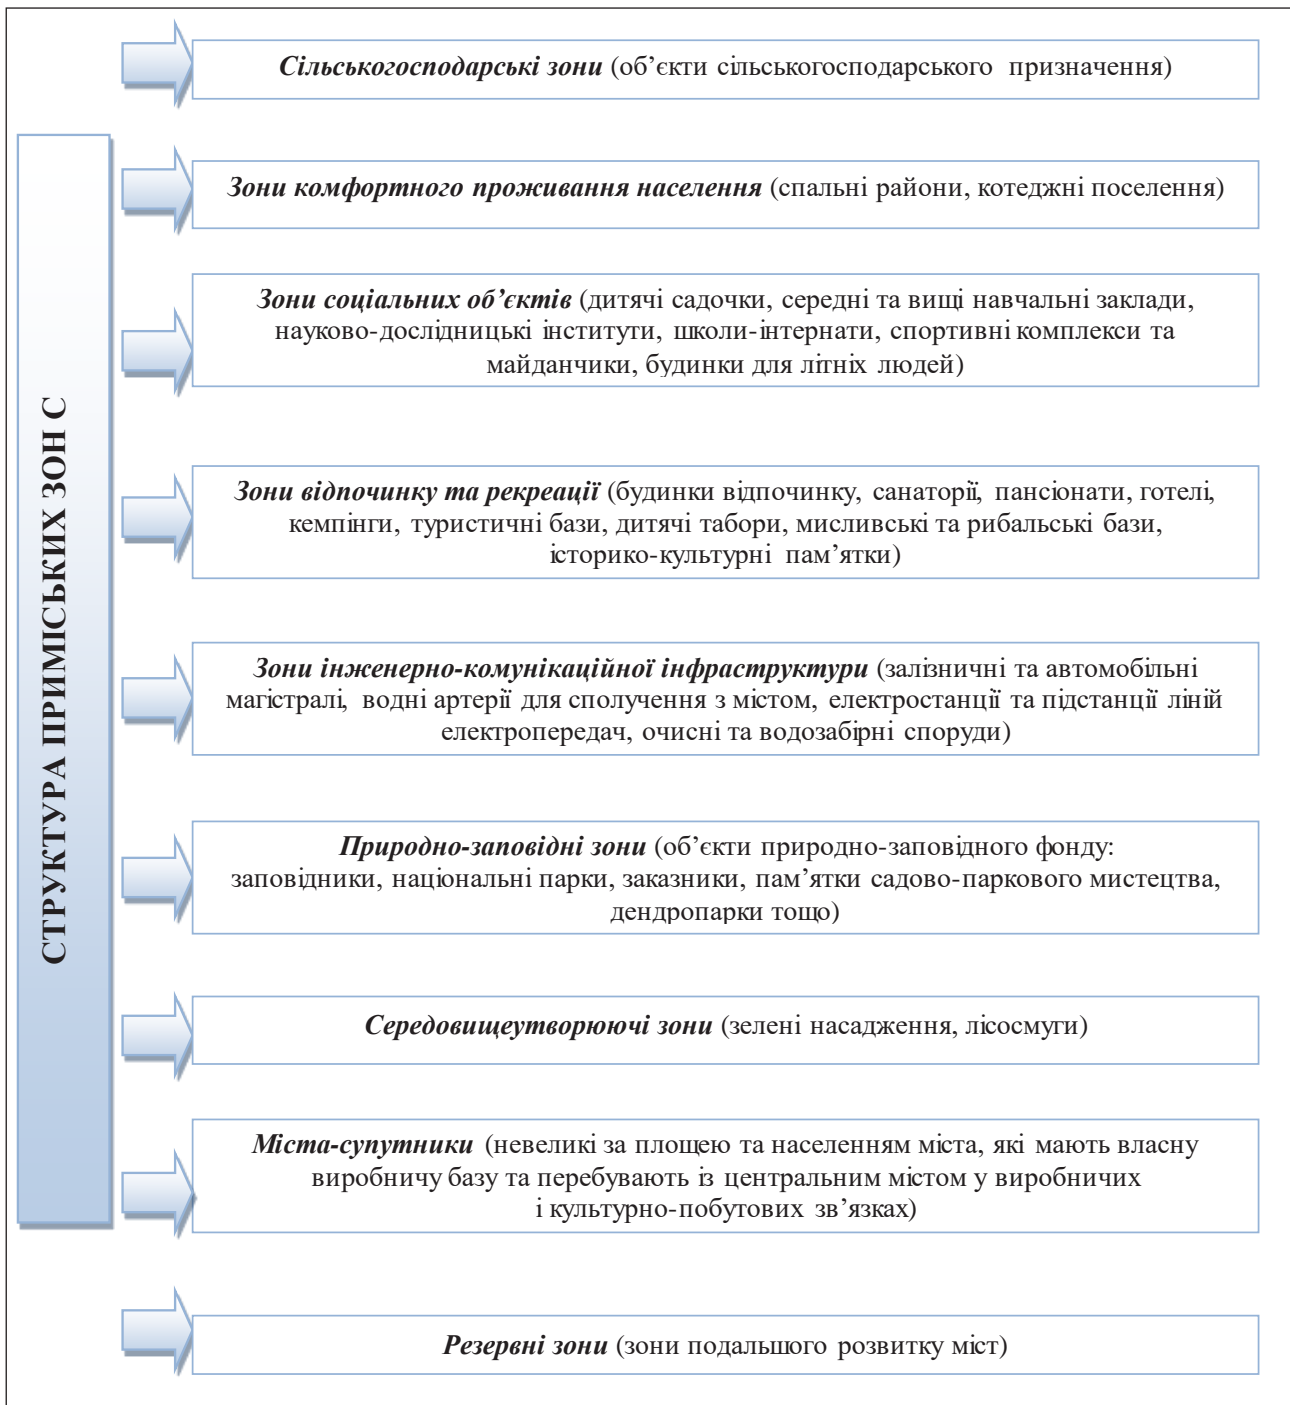 СТРУКТУРА ПРИМІСЬКИХ ЗОН С
Сільськогосподарські зони (об’єкти сільськогосподарського призначення)
Зони комфортного проживання населення (спальні райони, котеджні поселення)
Зони соціальних об’єктів (дитячі садочки, середні та вищі навчальні заклади,
науково-дослідницькі інститути, школи-інтернати, спортивні комплекси та
майданчики, будинки для літніх людей)
Зони відпочинку та рекреації (будинки відпочинку, санаторії, пансіонати, готелі,
кемпінги, туристичні бази, дитячі табори, мисливські та рибальські бази,
історико-культурні пам’ятки)
Зони інженерно-комунікаційної інфраструктури (залізничні та автомобільні
магістралі, водні артерії для сполучення з містом, електростанції та підстанції ліній
електропередач, очисні та водозабірні споруди)
Природно-заповідні зони (об’єкти природно-заповідного фонду:
заповідники, національні парки, заказники, пам’ятки садово-паркового мистецтва,
дендропарки тощо)
Середовищеутворюючі зони (зелені насадження, лісосмуги)
Міста-супутники (невеликі за площею та населенням міста, які мають власну
виробничу базу та перебувають із центральним містом у виробничих
і культурно-побутових зв’язках)
Резервні зони (зони подальшого розвитку міст)